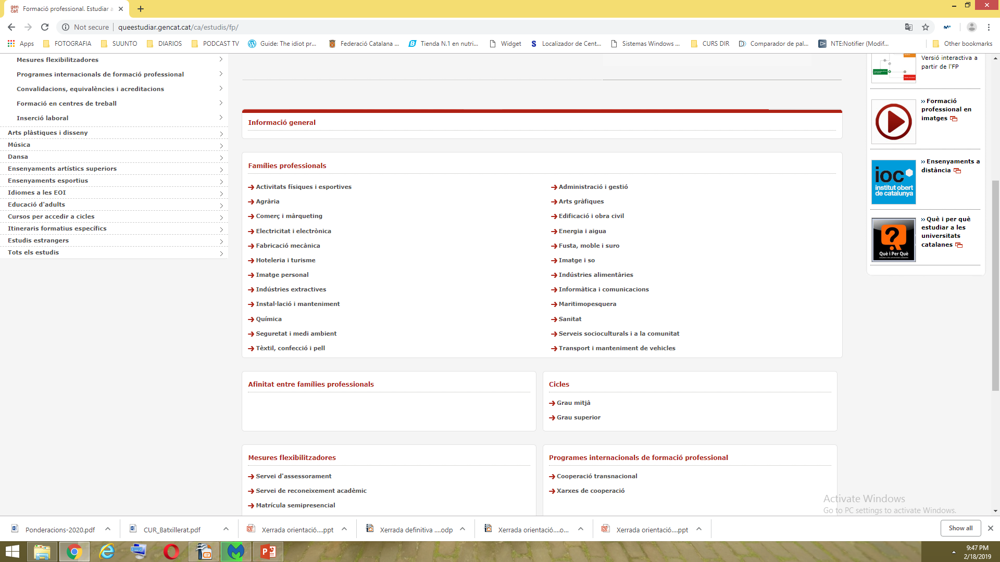 gen
cat
Formació professional. Estudiar a
Not secure
queestudiar.gencat.cat/ca/estudis/fp/
Apps
FOTOGRAFIA
SUUNTO
DIARIOS
PODCAST TV
Guide: The idiot pr...
Federació Catalana ...
Tienda N.1 en nutri...
Widget
Localizador de Cent...
Sistemas Windows ...
CURS DIR
Comparador de pal...
NTE:Notifier (Modif...
Other bookmarks
Mesures flexibilitzadores
Programes internacionals de formació professional
Convalidacions, equivalències i acreditacions
Formació en centres de treball
Inserció laboral
Arts plàstiques i disseny
Música
Dansa
Ensenyaments artístics superiors
Ensenyaments esportius
Idiomes a les EOI
Educació d'adults
Cursos per accedir a cicles
Itineraris formatius específics
Estudis estrangers
Tots els estudis
Informació general
Famílies professionals
Activitats físiques i esportives
Administració i gestió
Agrària
Arts gràfiques
Comerç i màrqueting
Edificació i obra civil
Electricitat i electrònica
Energia i aigua
Fabricació mecànica
Fusta, moble i suro
Hoteleria i turisme
Imatge i so
Imatge personal
Indústries alimentàries
Indústries extractives
Informàtica i comunicacions
Instal·lació i manteniment
Maritimopesquera
Química
Sanitat
Seguretat i medi ambient
Serveis socioculturals i a la comunitat
Tèxtil, confecció i pell
Transport i manteniment de vehicles
Afinitat entre famílies professionals
Cicles
Grau mitjà
Grau superior
Mesures flexibilitzadores
Servei d'assessorament
Servei de reconeixement acadèmic
Matrícula semipresencial
Programes internacionals de formació professional
Cooperació transnacional
Xarxes de cooperació
Versió interactiva a
partir de l'FP
›› Formació
professional en
imatges
ioc
institut obert
de catalunya
›› Ensenyaments a
distància
Què i Per Què
›› Què i per què
estudiar a les
universitats
catalanes
Activate Windows
Go to PC settings to activate Windows.
Ponderacions-2020.pdf
CUR_Batxillerat.pdf
Xerrada orientació....ppt
Xerrada definitiva ....odp
Xerrada orientació....o...
Xerrada orientació....ppt
Show all
9:47 PM
2/18/2019